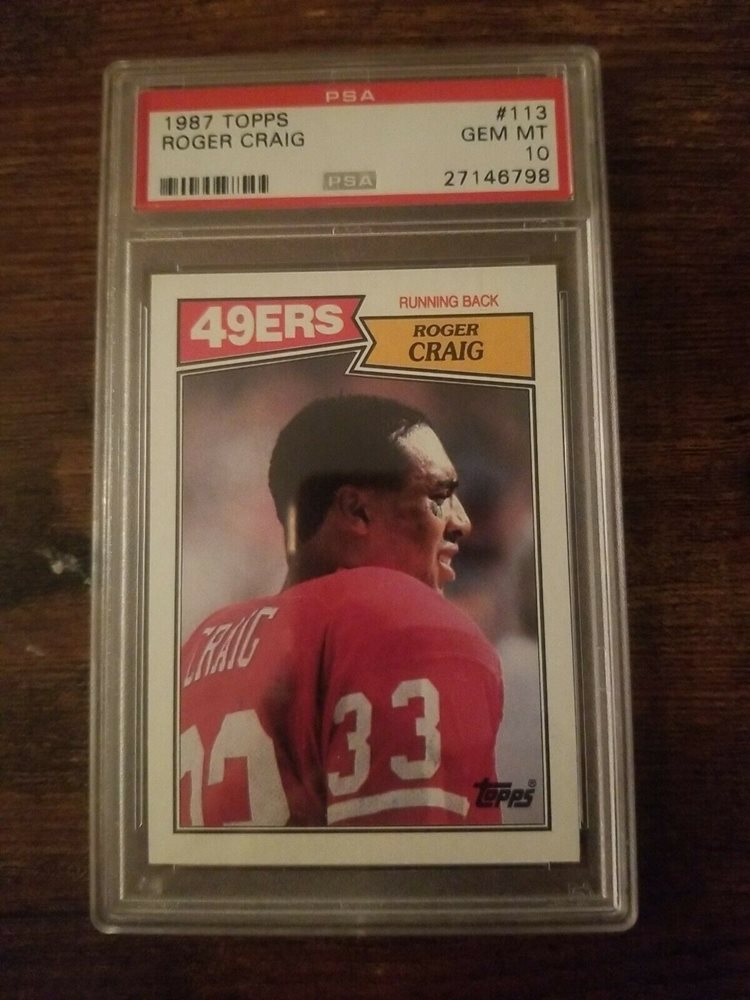 PSA
1987 TOPPS #113
ROGER CRAIG GEM MT
10
PSA 27146798
49ERS
RUNNING BACK
ROGER
CRAIG
CRAIG
33
33
Topps®